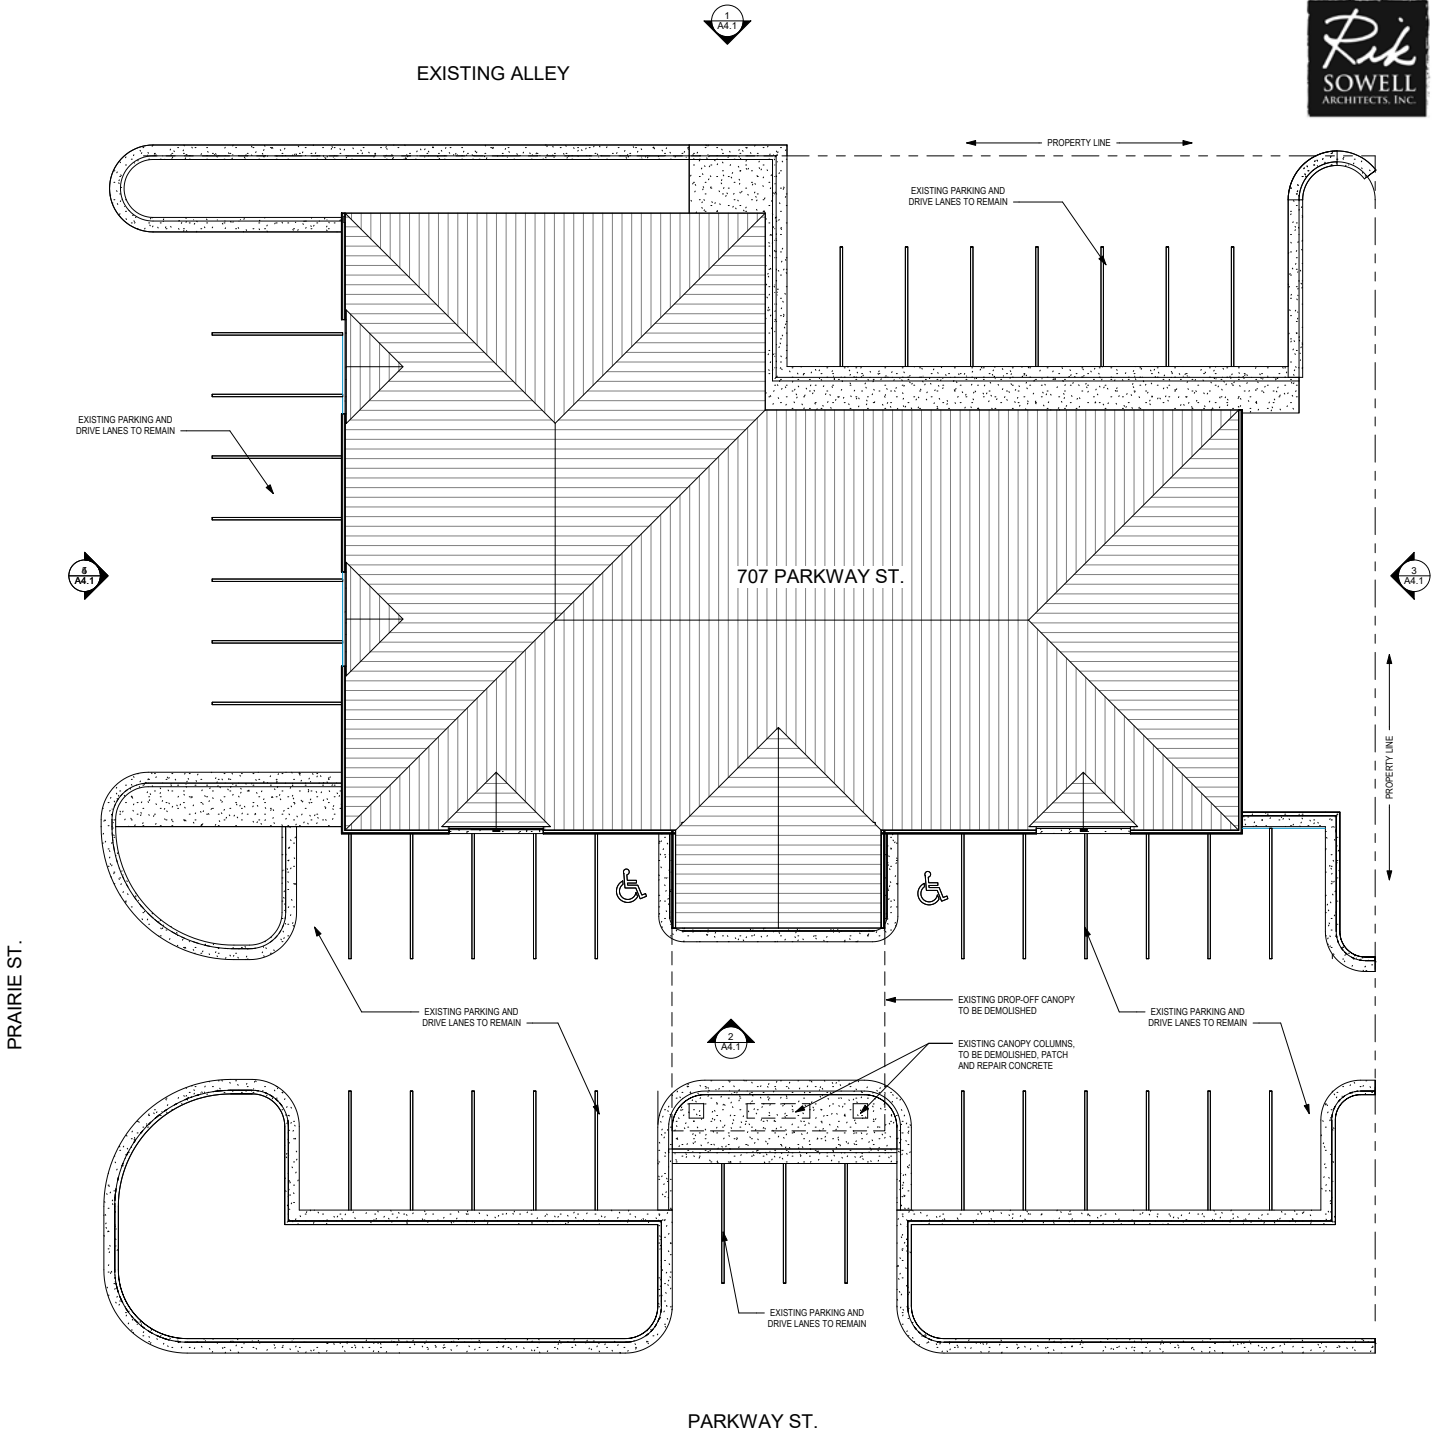 1
A4.1
Rik
SOWELL
ARCHITECTS, INC.
EXISTING ALLEY
PROPERTY LINE
EXISTING PARKING AND
DRIVE LANES TO REMAIN
EXISTING PARKING AND
DRIVE LANES TO REMAIN
707 PARKWAY ST.
A4.1
3
A4.1
PROPERTY LINE
PRAIRIE ST.
EXISTING PARKING AND
DRIVE LANES TO REMAIN
EXISTING DROP-OFF CANOPY
TO BE DEMOLISHED
EXISTING PARKING AND
DRIVE LANES TO REMAIN
2
A4.1
EXISTING CANOPY COLUMNS,
TO BE DEMOLISHED, PATCH
AND REPAIR CONCRETE
EXISTING PARKING AND
DRIVE LANES TO REMAIN
PARKWAY ST.